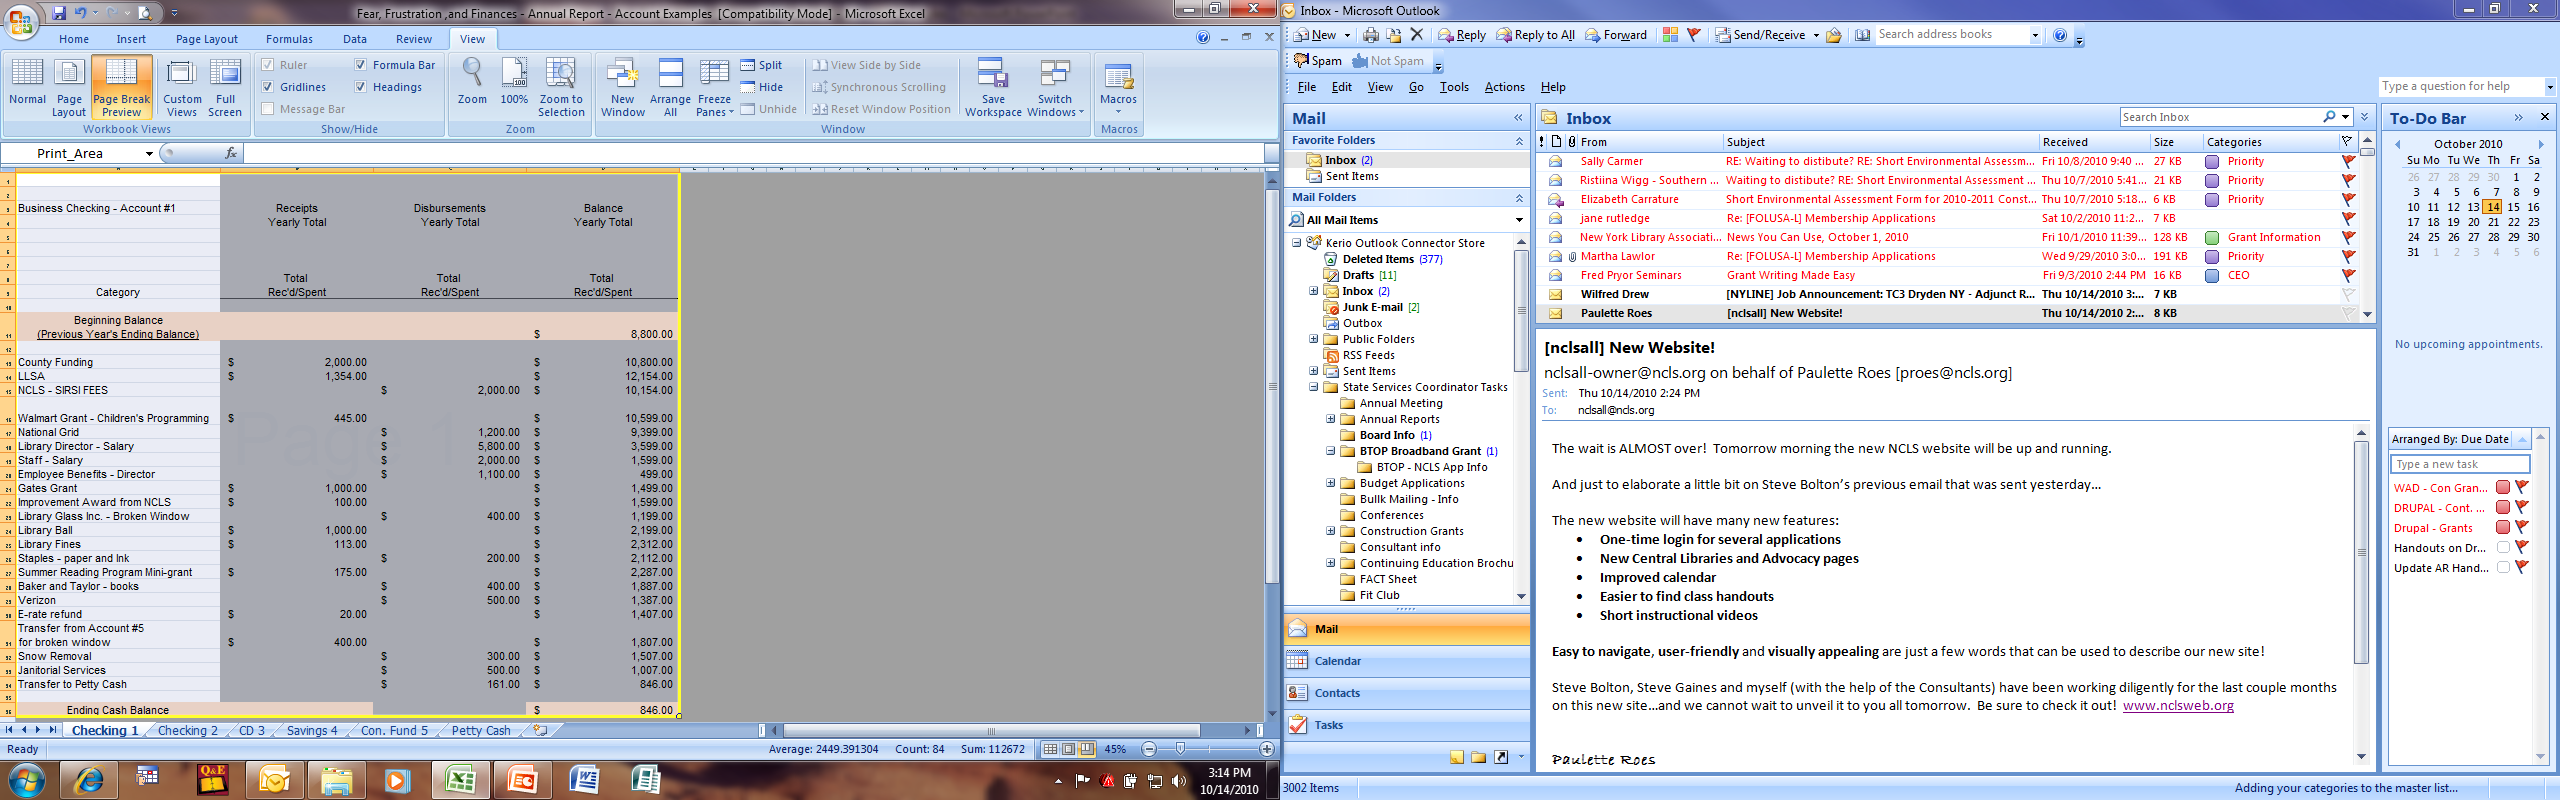 Fear, Frustration ,and Finances - Annual Report - Account Examples [Compatibility Mode] - Microsoft Excel
Home Insert Page Layout Formulas Data Review View
Normal Page Layout Page Break Preview Custom Views Full Screen
Workbook Views
Ruler Formula Bar
Gridlines Headings
Message Bar
Show/Hide
Zoom 100% Zoom to Selection
Zoom
New Window Arrange All Freeze Panes
Split View Side by Side
Hide Synchronous Scrolling
Unhide Reset Window Position
Window
Save Workspace Switch Windows
Macros
Macros
Print_Area fx
Business Checking - Account #1 Receipts Disbursements Balance
Yearly Total Yearly Total Yearly Total
Total Total Total
Category Rec'd/Spent Rec'd/Spent Rec'd/Spent
Beginning Balance
(Previous Year's Ending Balance) $ 8,800.00
County Funding $ 2,000.00 $ 10,800.00
LLSA $ 1,354.00 $ 12,154.00
NCLS - SIRSI FEES $ 2,000.00 $ 10,154.00
Walmart Grant - Children's Programming $ 445.00 $ 10,599.00
National Grid $ 1,200.00 $ 9,399.00
Library Director - Salary $ 5,800.00 $ 3,599.00
Staff - Salary $ 2,000.00 $ 1,599.00
Employee Benefits - Director $ 1,100.00 $ 499.00
Gates Grant $ 1,000.00 $ 1,499.00
Improvement Award from NCLS $ 100.00 $ 1,599.00
Library Glass Inc. - Broken Window $ 400.00 $ 1,199.00
Library Ball $ 1,000.00 $ 2,199.00
Library Fines $ 113.00 $ 2,312.00
Staples - paper and Ink $ 200.00 $ 2,112.00
Summer Reading Program Mini-grant $ 175.00 $ 2,287.00
Baker and Taylor - books $ 400.00 $ 1,887.00
Verizon $ 500.00 $ 1,387.00
E-rate refund $ 20.00 $ 1,407.00
Transfer from Account #5
for broken window $ 400.00 $ 1,807.00
Snow Removal $ 300.00 $ 1,507.00
Janitorial Services $ 500.00 $ 1,007.00
Transfer to Petty Cash $ 161.00 $ 846.00
Ending Cash Balance $ 846.00
Page 1
Checking 1 Checking 2 CD 3 Savings 4 Con. Fund 5 Petty Cash
Ready Average: 2449.391304 Count: 84 Sum: 112672 45%
Q&E
3:14 PM
10/14/2010
Inbox - Microsoft Outlook
New Reply Reply to All Forward Send/Receive Search address books
Spam Not Spam
File Edit View Go Tools Actions Help
Type a question for help
Mail
Favorite Folders
Inbox (2)
Sent Items
Mail Folders
All Mail Items
Kerio Outlook Connector Store
Deleted Items (377)
Drafts [11]
Inbox (2)
Junk E-mail [2]
Outbox
Public Folders
RSS Feeds
Sent Items
State Services Coordinator Tasks
Annual Meeting
Annual Reports
Board Info (1)
BTOP Broadband Grant (1)
BTOP - NCLS App Info
Budget Applications
Bullk Mailing - Info
Conferences
Construction Grants
Consultant info
Continuing Education Brochu
FACT Sheet
Fit Club
Mail
Calendar
Contacts
Tasks
3002 Items
Inbox Search Inbox
From Subject Received Size Categories
Sally Carmer RE: Waiting to distibute? RE: Short Environmental Assessm... Fri 10/8/2010 9:40 ... 27 KB Priority
Ristiina Wigg - Southern ... Waiting to distibute? RE: Short Environmental Assessment ... Thu 10/7/2010 5:41... 21 KB Priority
Elizabeth Carrature Short Environmental Assessment Form for 2010-2011 Const... Thu 10/7/2010 5:18... 6 KB Priority
jane rutledge Re: [FOLUSA-L] Membership Applications Sat 10/2/2010 11:2... 7 KB
New York Library Associati... News You Can Use, October 1, 2010 Fri 10/1/2010 11:39... 128 KB Grant Information
Martha Lawlor Re: [FOLUSA-L] Membership Applications Wed 9/29/2010 3:0... 191 KB Priority
Fred Pryor Seminars Grant Writing Made Easy Fri 9/3/2010 2:44 PM 16 KB CEO
Wilfred Drew [NYLINE] Job Announcement: TC3 Dryden NY - Adjunct R... Thu 10/14/2010 3:... 7 KB
Paulette Roes [nclsall] New Website! Thu 10/14/2010 2:... 8 KB
[nclsall] New Website!
nclsall-owner@ncls.org on behalf of Paulette Roes [proes@ncls.org]
Sent: Thu 10/14/2010 2:24 PM
To: nclsall@ncls.org
The wait is ALMOST over! Tomorrow morning the new NCLS website will be up and running.
And just to elaborate a little bit on Steve Bolton's previous email that was sent yesterday...
The new website will have many new features:
• One-time login for several applications
• New Central Libraries and Advocacy pages
• Improved calendar
• Easier to find class handouts
• Short instructional videos
Easy to navigate, user-friendly and visually appealing are just a few words that can be used to describe our new site!
Steve Bolton, Steve Gaines and myself (with the help of the Consultants) have been working diligently for the last couple months
on this new site...and we cannot wait to unveil it to you all tomorrow. Be sure to check it out! www.nclsweb.org
Paulette Roes
To-Do Bar
October 2010
Su Mo Tu We Th Fr Sa
26 27 28 29 30 1 2
3 4 5 6 7 8 9
10 11 12 13 14 15 16
17 18 19 20 21 22 23
24 25 26 27 28 29 30
31 1 2 3 4 5 6
No upcoming appointments.
Arranged By: Due Date
Type a new task
WAD - Con Gran...
DRUPAL - Cont. ...
Drupal - Grants
Handouts on Dr...
Update AR Hand...
Adding your categories to the master list...